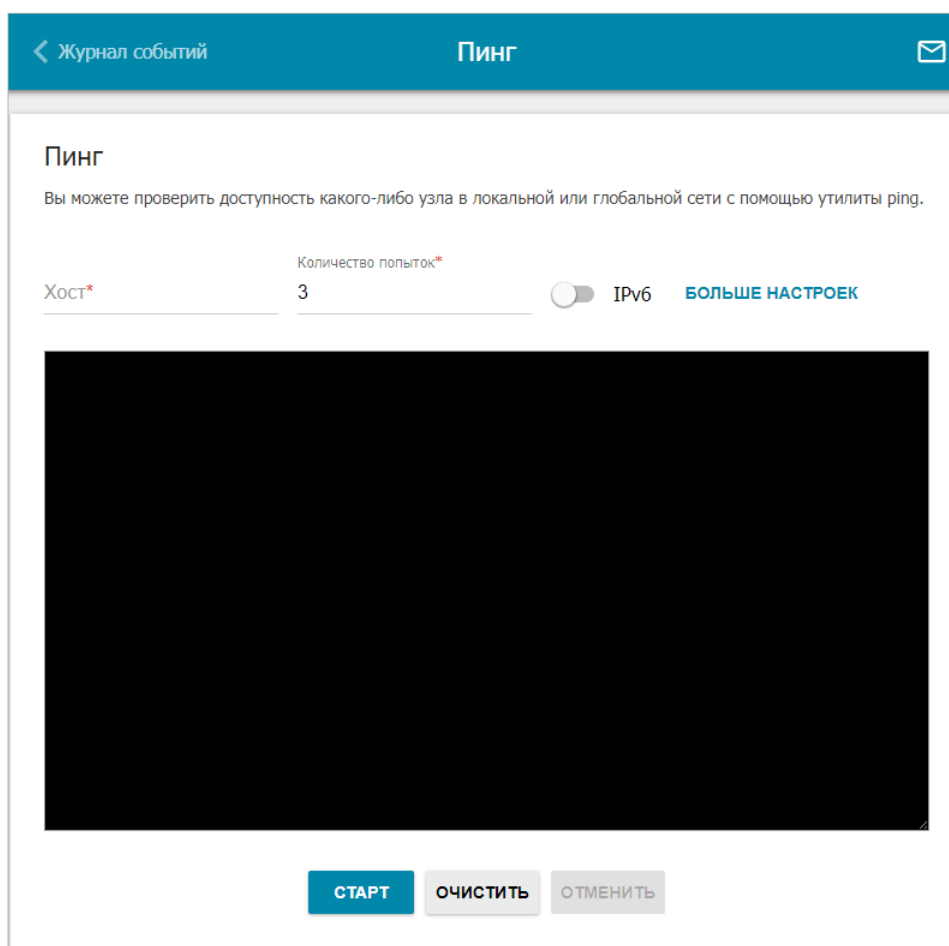 Журнал событий
Пинг
Пинг
Вы можете проверить доступность какого-либо узла в локальной или глобальной сети с помощью утилиты ping.
Количество попыток*
Хост*
3
IPv6
БОЛЬШЕ НАСТРОЕК
СТАРТ
ОЧИСТИТЬ
ОТМЕНИТЬ